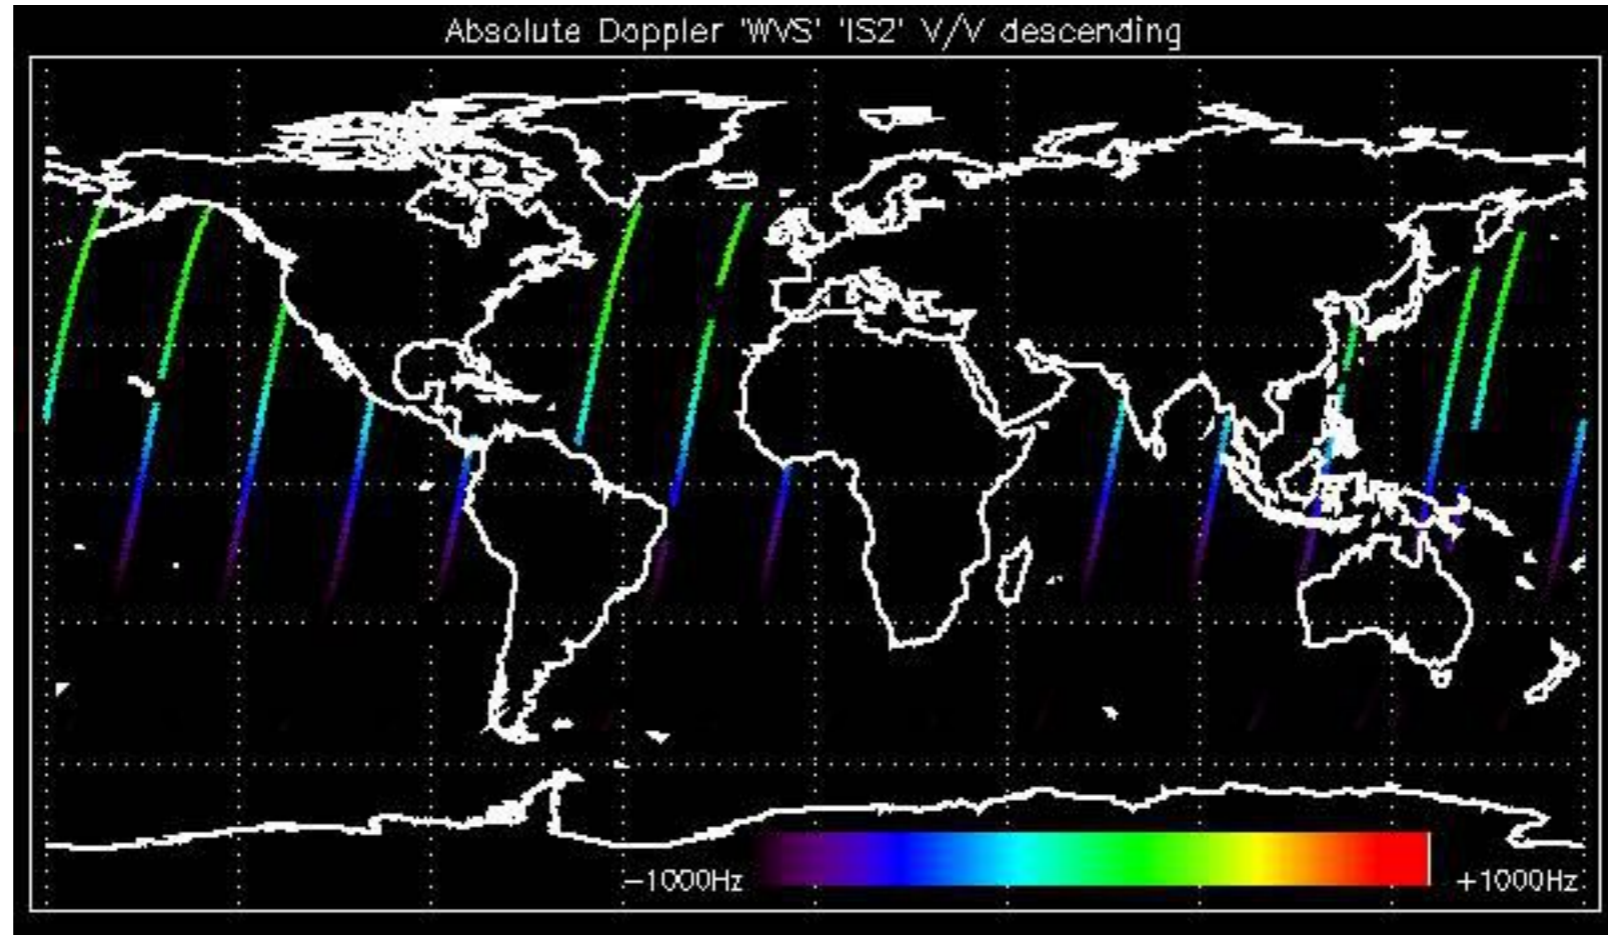 Absolute Doppler 'WVS' 'IS2' V/V descending
−1000Hz +1000Hz